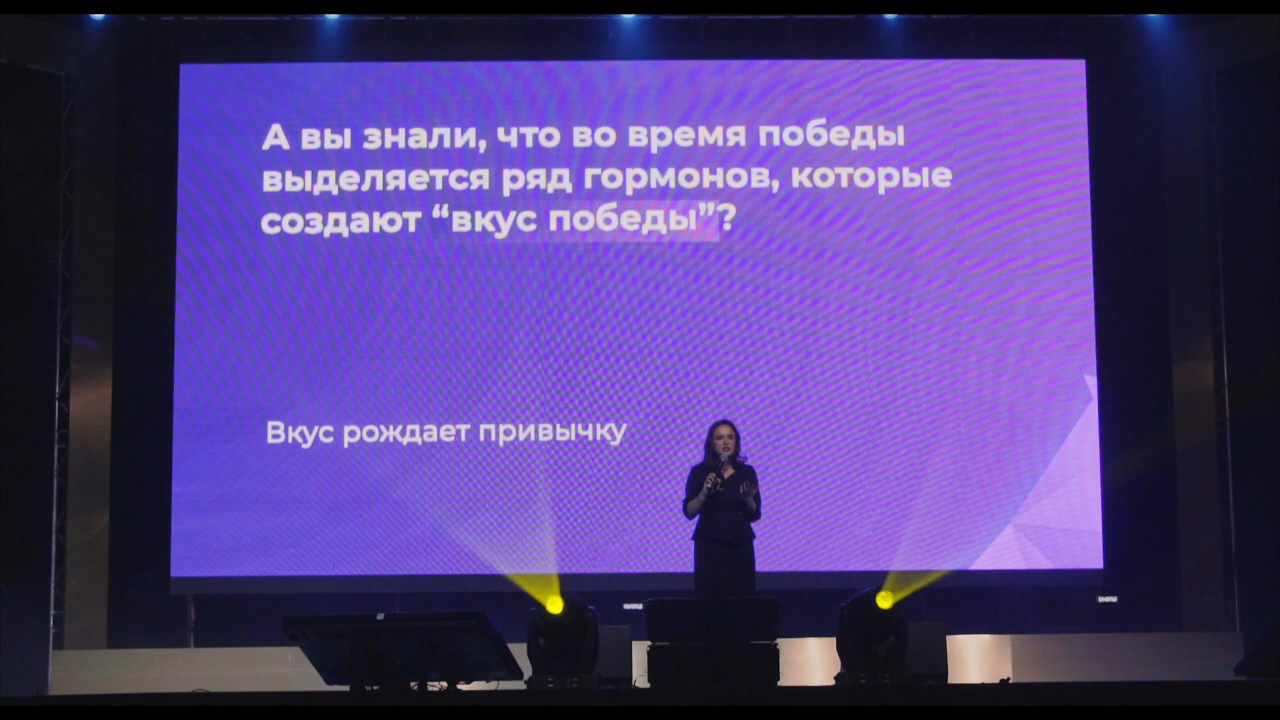 А вы знали, что во время победы
выделяется ряд гормонов, которые
создают “вкус победы”?
Вкус рождает привычку